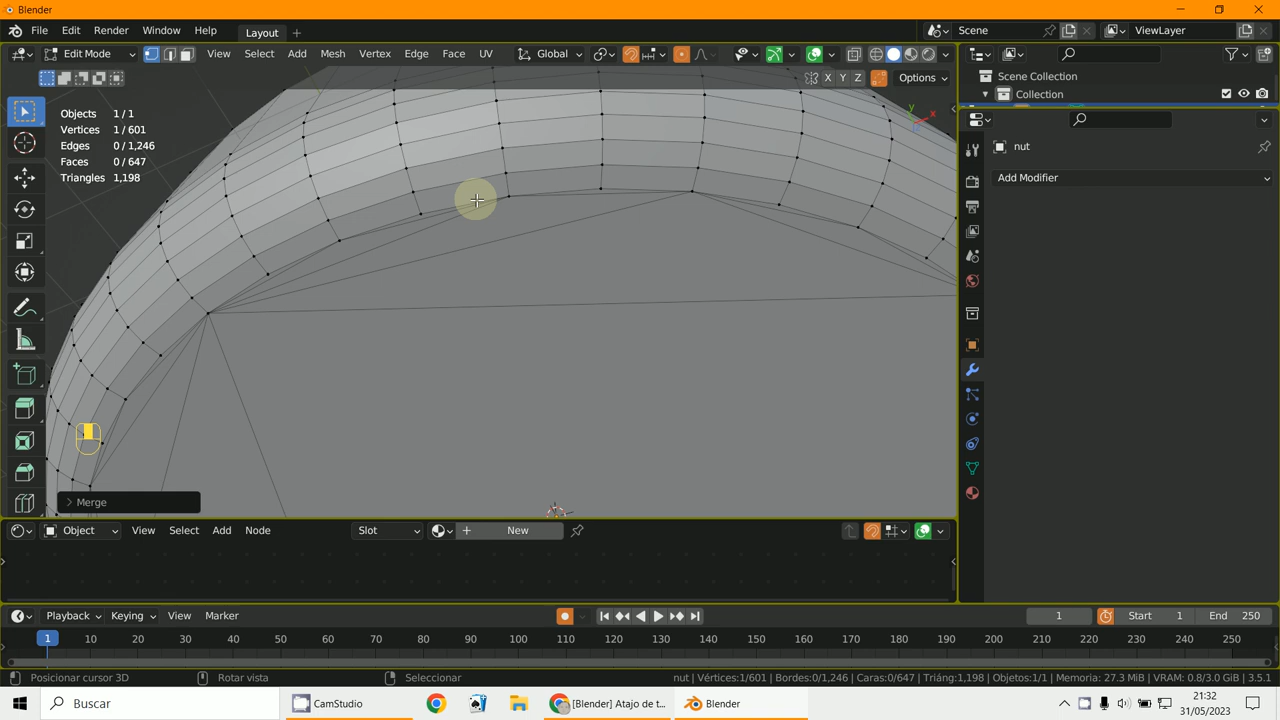 Blender
File Edit Render Window Help Layout + Scene ViewLayer
Edit Mode View Select Add Mesh Vertex Edge Face UV Global
X Y Z Options
Scene Collection
Collection
Objects 1 / 1
Vertices 1 / 601
Edges 0 / 1,246
Faces 0 / 647
Triangles 1,198
nut
Add Modifier
Y
X
> Merge
Object View Select Add Node Slot + New
Playback Keying View Marker 1 Start 1 End 250
1 10 20 30 40 50 60 70 80 90 100 110 120 130 140 150 160 170 180 190 200 210 220 230 240 250
Posicionar cursor 3D Rotar vista Seleccionar nut | Vértices:1/601 | Bordes:0/1,246 | Caras:0/647 | Triáng:1,198 | Objetos:1/1 | Memoria: 27.3 MiB | VRAM: 0.8/3.0 GiB | 3.5.1
Buscar CamStudio [Blender] Atajo de t... Blender 21:32
31/05/2023